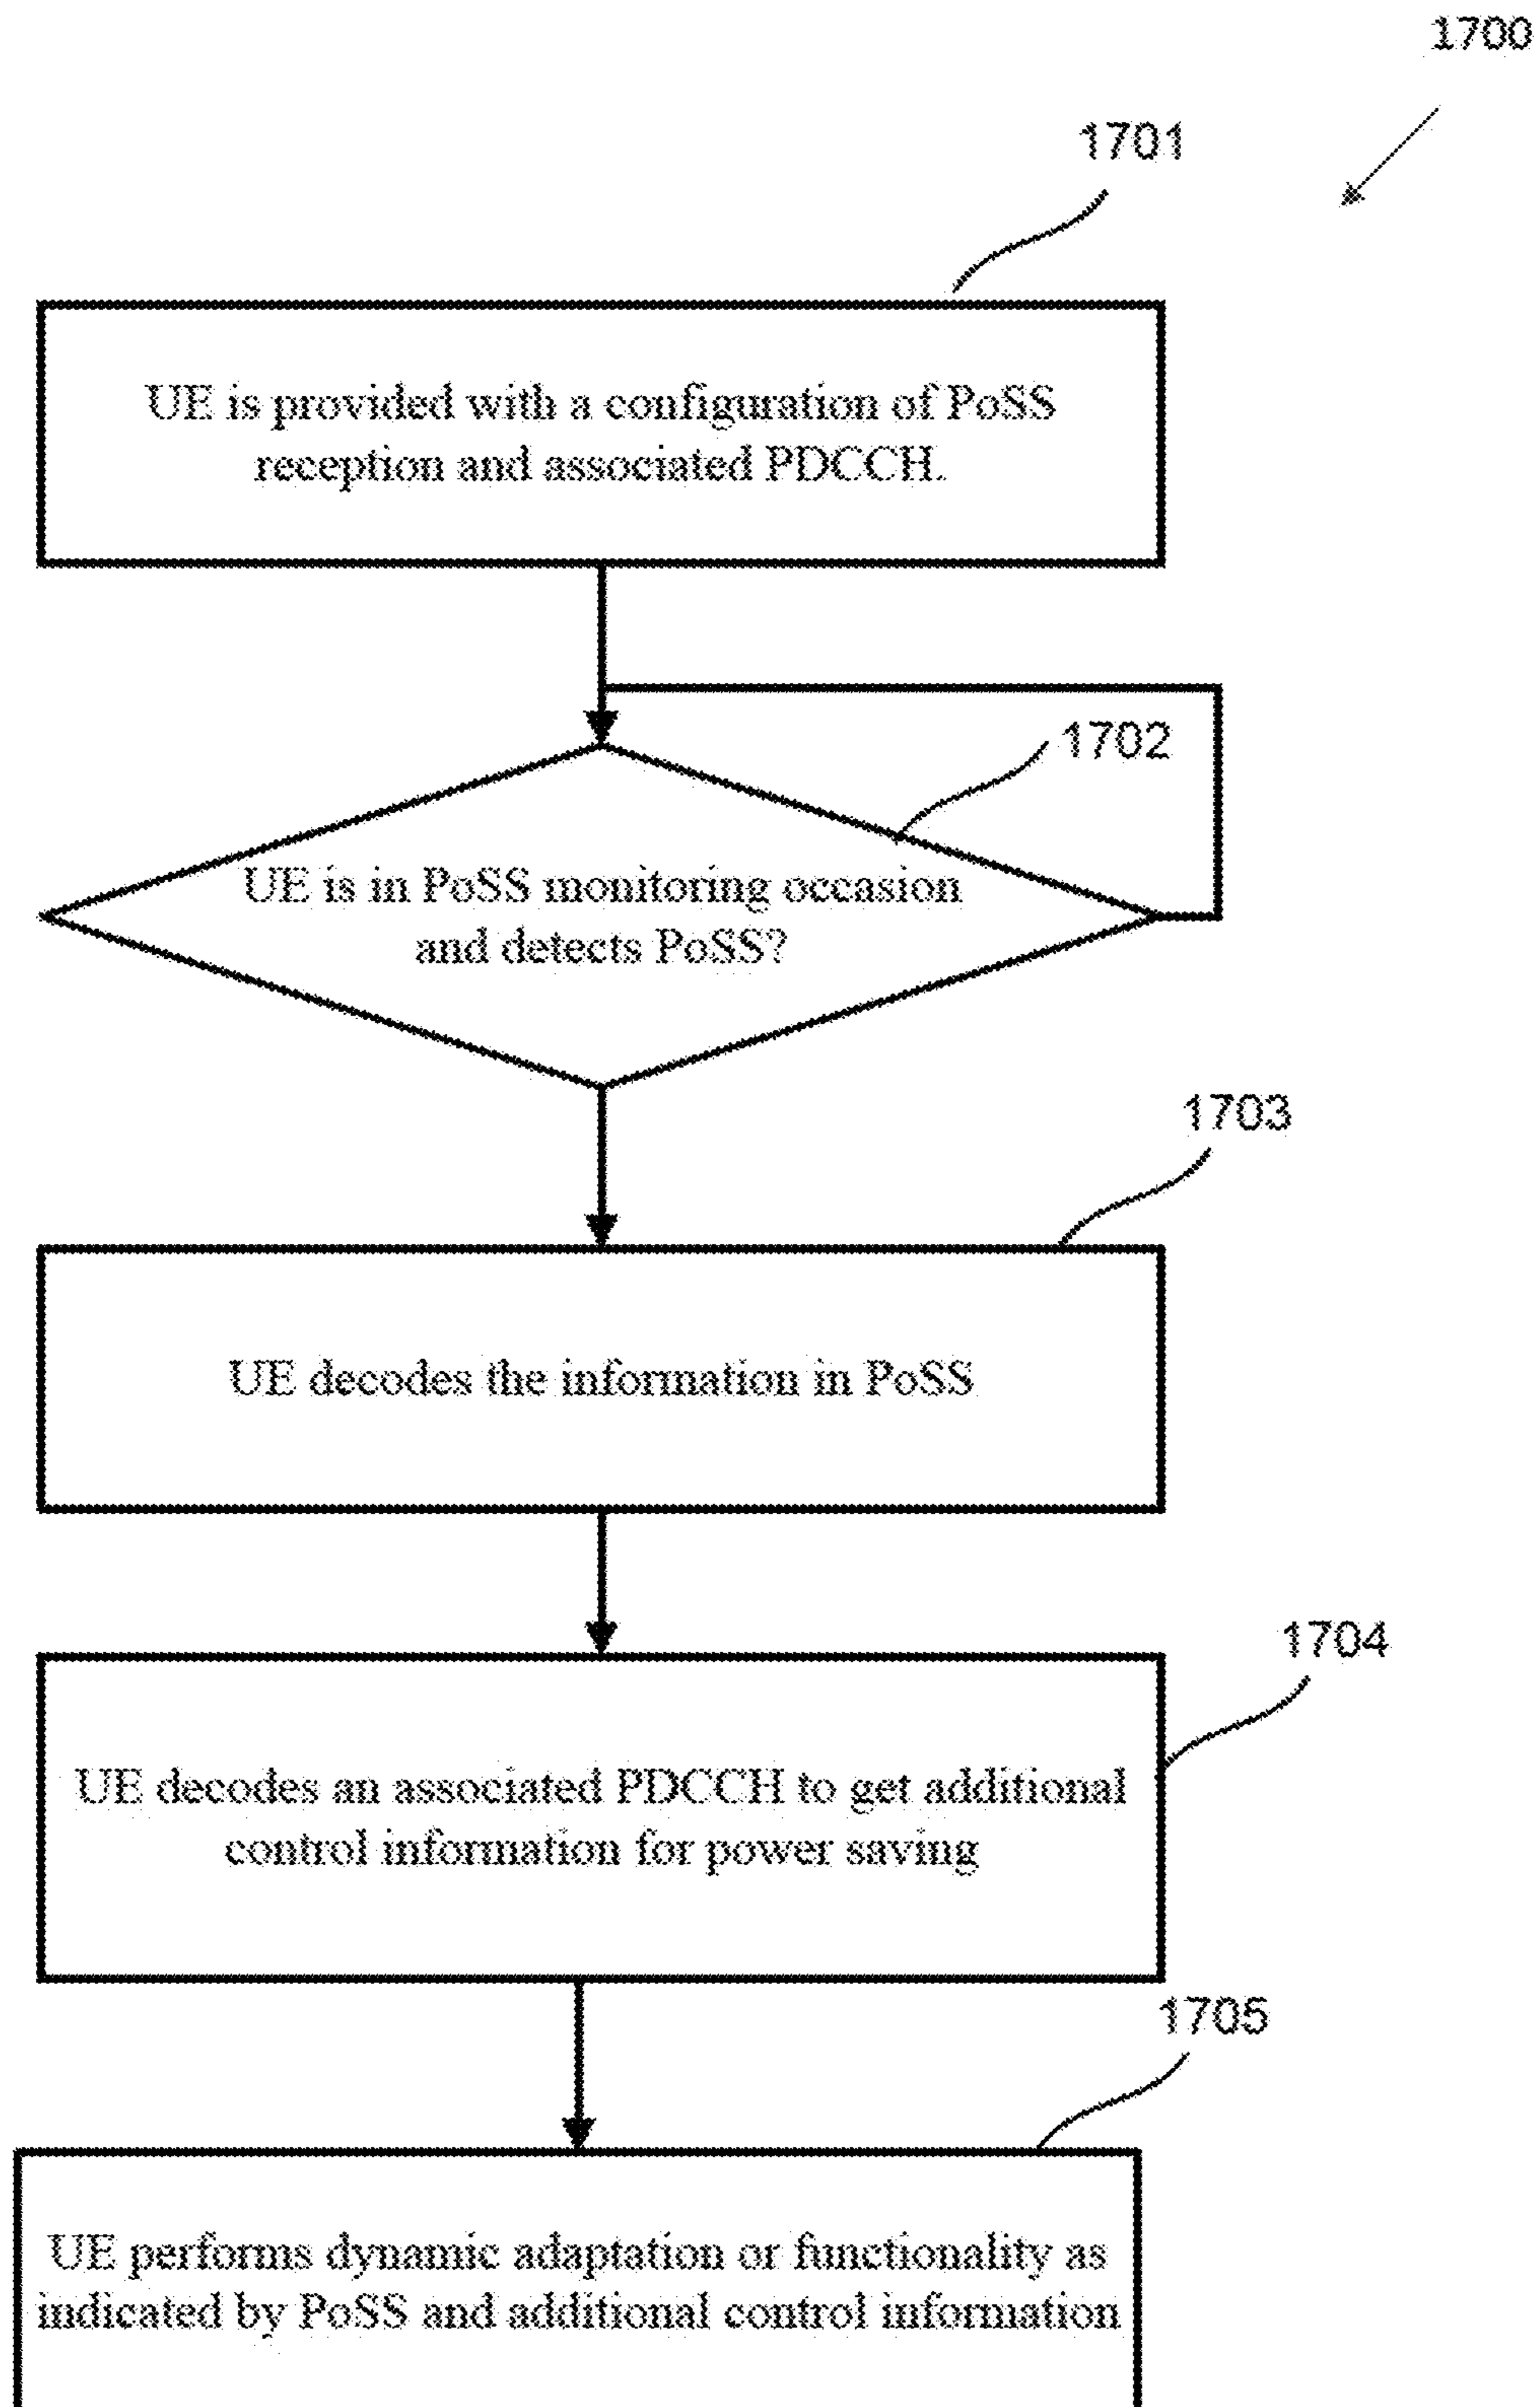 1700
1701
UE is provided with a configuration of PoSS
reception and associated PDCCH.
1702
UE is in PoSS monitoring occasion
and detects PoSS?
1703
UE decodes the information in PoSS
1704
UE decodes an associated PDCCH to get additional
control information for power saving
1705
UE performs dynamic adaptation or functionality as
indicated by PoSS and additional control information